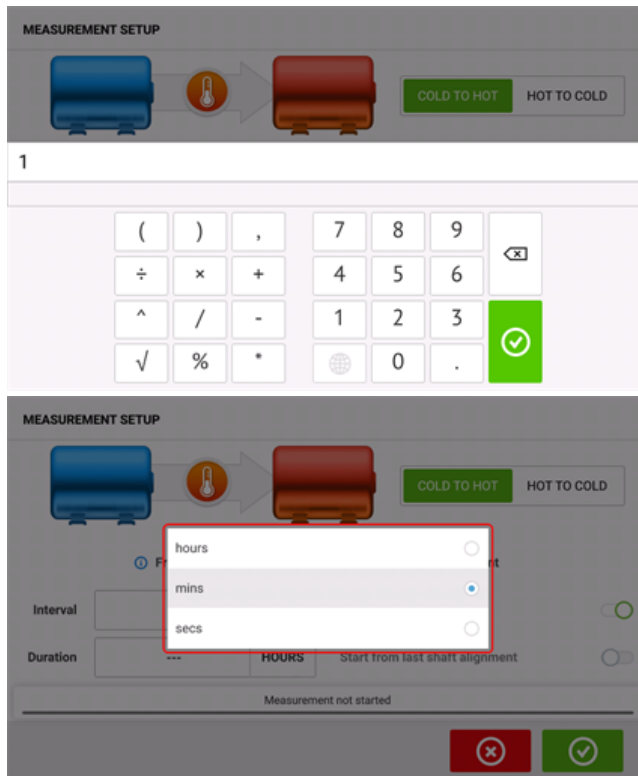 MEASUREMENT SETUP
COLD TO HOT HOT TO COLD
1
( ) , 7 8 9
÷ × + 4 5 6
^ / - 1 2 3
√ % * 0 .
MEASUREMENT SETUP
COLD TO HOT HOT TO COLD
hours
mins
Interval
secs
Duration --- HOURS Start from last shaft alignment
Measurement not started